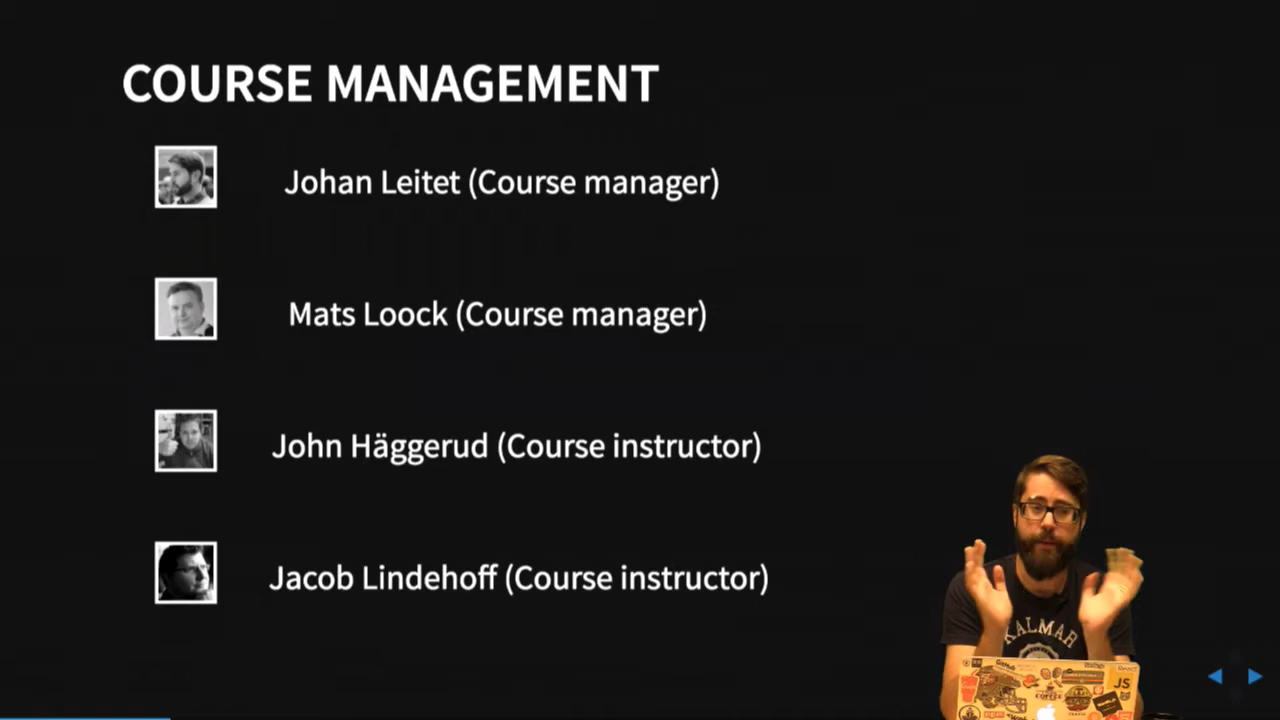 COURSE MANAGEMENT
Johan Leitet (Course manager)
Mats Loock (Course manager)
John Häggerud (Course instructor)
Jacob Lindehoff (Course instructor)
KALMAR
GitHub
JS